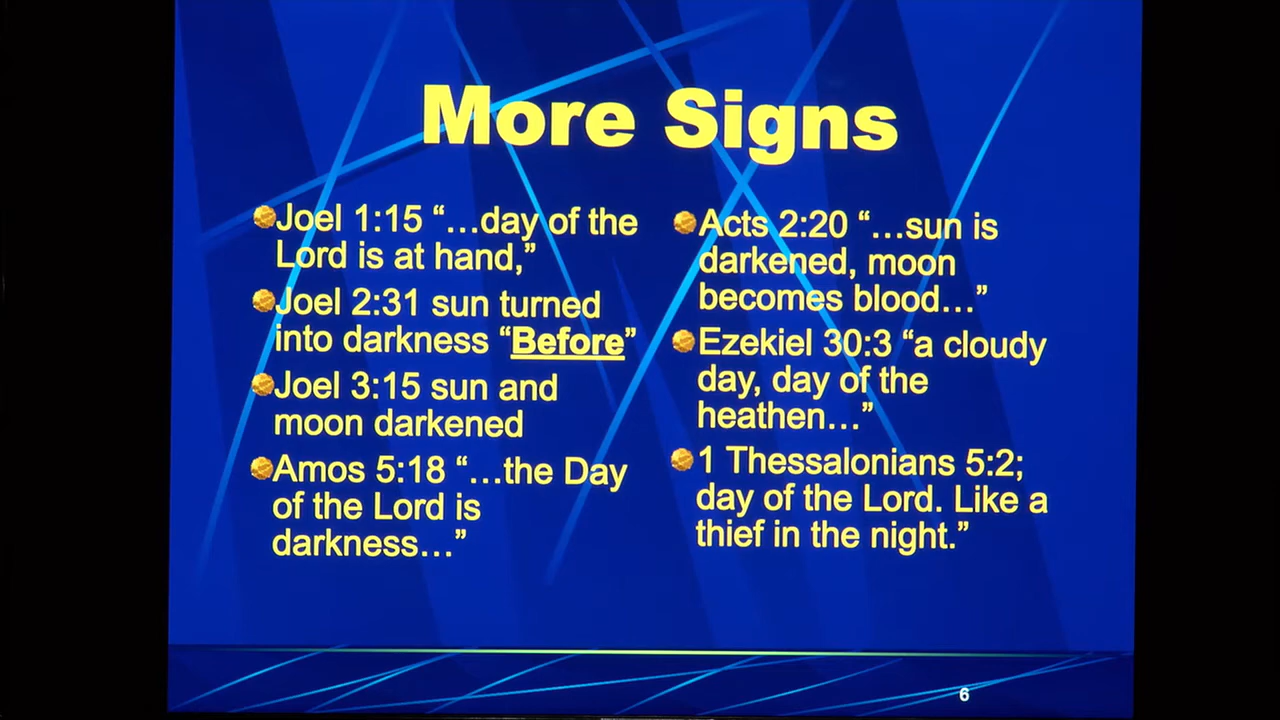 More Signs
Joel 1:15 “…day of the
Lord is at hand,”
Joel 2:31 sun turned
into darkness “Before”
Joel 3:15 sun and
moon darkened
Amos 5:18 “…the Day
of the Lord is
darkness…”
Acts 2:20 “…sun is
darkened, moon
becomes blood…”
Ezekiel 30:3 “a cloudy
day, day of the
heathen…”
1 Thessalonians 5:2;
day of the Lord. Like a
thief in the night.”
6